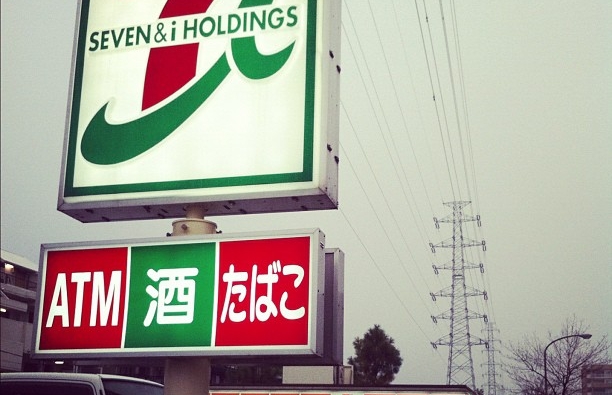 SEVEN & i HOLDINGS
ATM 酒 たばこ